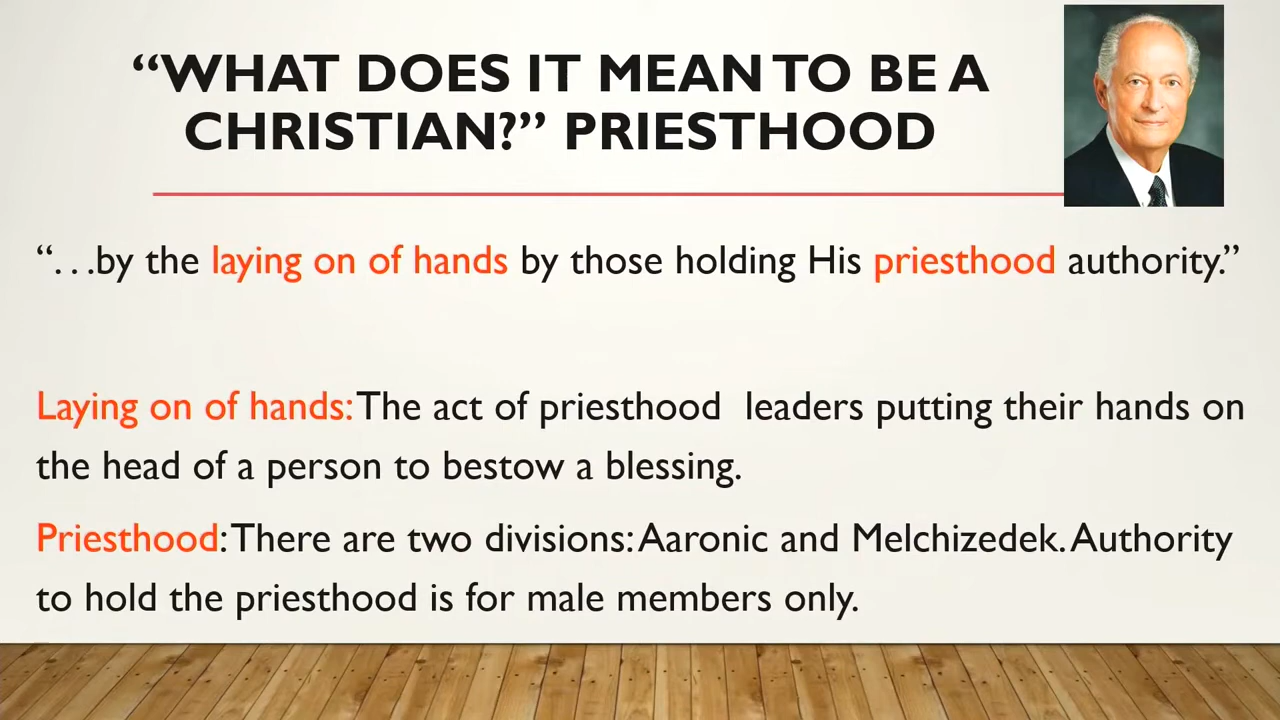 “WHAT DOES IT MEAN TO BE A
CHRISTIAN?” PRIESTHOOD
“…by the laying on of hands by those holding His priesthood authority.”
Laying on of hands: The act of priesthood leaders putting their hands on
the head of a person to bestow a blessing.
Priesthood: There are two divisions: Aaronic and Melchizedek. Authority
to hold the priesthood is for male members only.